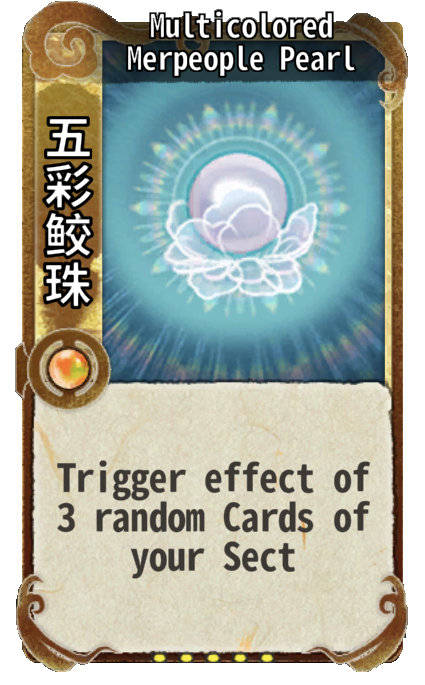 Multicolored
Merpeople Pearl
五彩鲛珠
Trigger effect of
3 random Cards of
your Sect